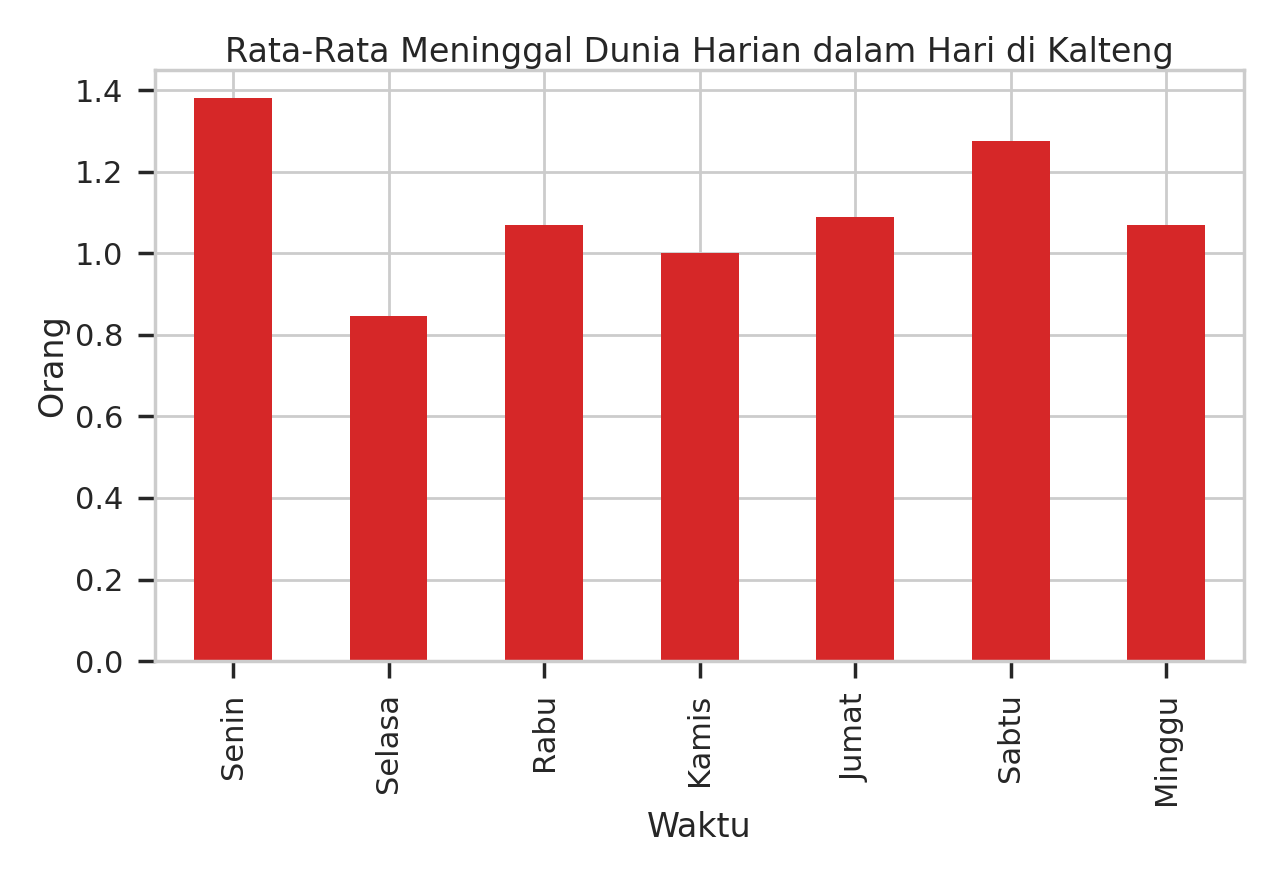 Rata-Rata Meninggal Dunia Harian dalam Hari di Kalteng
1.4
1.2
1.0
0.8
0.6
0.4
0.2
0.0
Orang
Senin
Selasa
Rabu
Kamis
Jumat
Sabtu
Minggu
Waktu